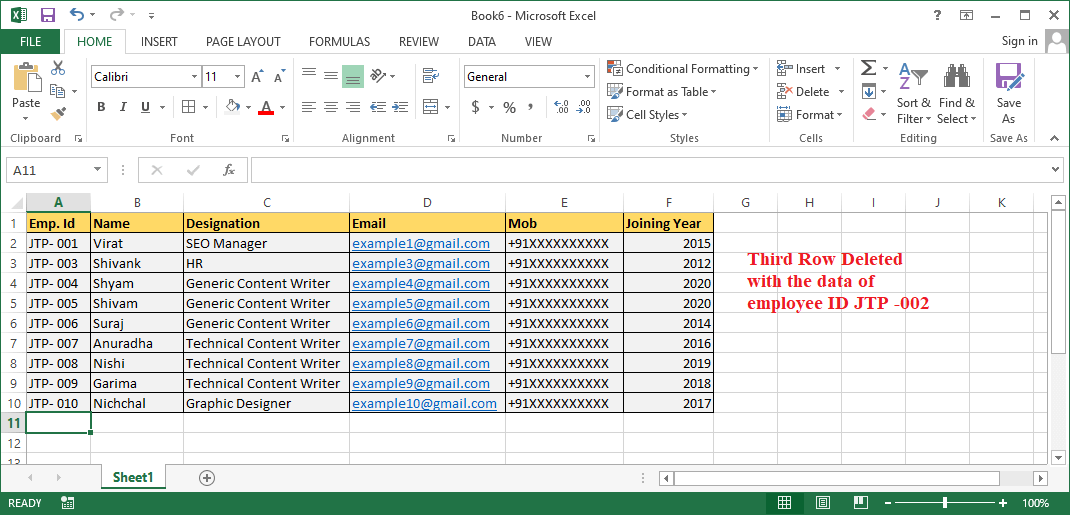 Book6 - Microsoft Excel
?
FILE HOME INSERT PAGE LAYOUT FORMULAS REVIEW DATA VIEW Sign in
Calibri 11 General Conditional Formatting Insert
Format as Table Delete
Paste B I U A $ % , Cell Styles Format Sort & Filter Find & Select Save As
Clipboard Font Alignment Number Styles Cells Editing Save As
A11 fx
A B C D E F G H I J K
1 Emp. Id Name Designation Email Mob Joining Year
2 JTP- 001 Virat SEO Manager example1@gmail.com +91XXXXXXXXXX 2015
3 JTP- 003 Shivank HR example3@gmail.com +91XXXXXXXXXX 2012
4 JTP- 004 Shyam Generic Content Writer example4@gmail.com +91XXXXXXXXXX 2020
5 JTP- 005 Shivam Generic Content Writer example5@gmail.com +91XXXXXXXXXX 2020
6 JTP- 006 Suraj Generic Content Writer example6@gmail.com +91XXXXXXXXXX 2014
7 JTP- 007 Anuradha Technical Content Writer example7@gmail.com +91XXXXXXXXXX 2016
8 JTP- 008 Nishi Technical Content Writer example8@gmail.com +91XXXXXXXXXX 2019
9 JTP- 009 Garima Technical Content Writer example9@gmail.com +91XXXXXXXXXX 2018
10 JTP- 010 Nichchal Graphic Designer example10@gmail.com +91XXXXXXXXXX 2017
11
12
13
Third Row Deleted
with the data of
employee ID JTP -002
Sheet1
READY 100%